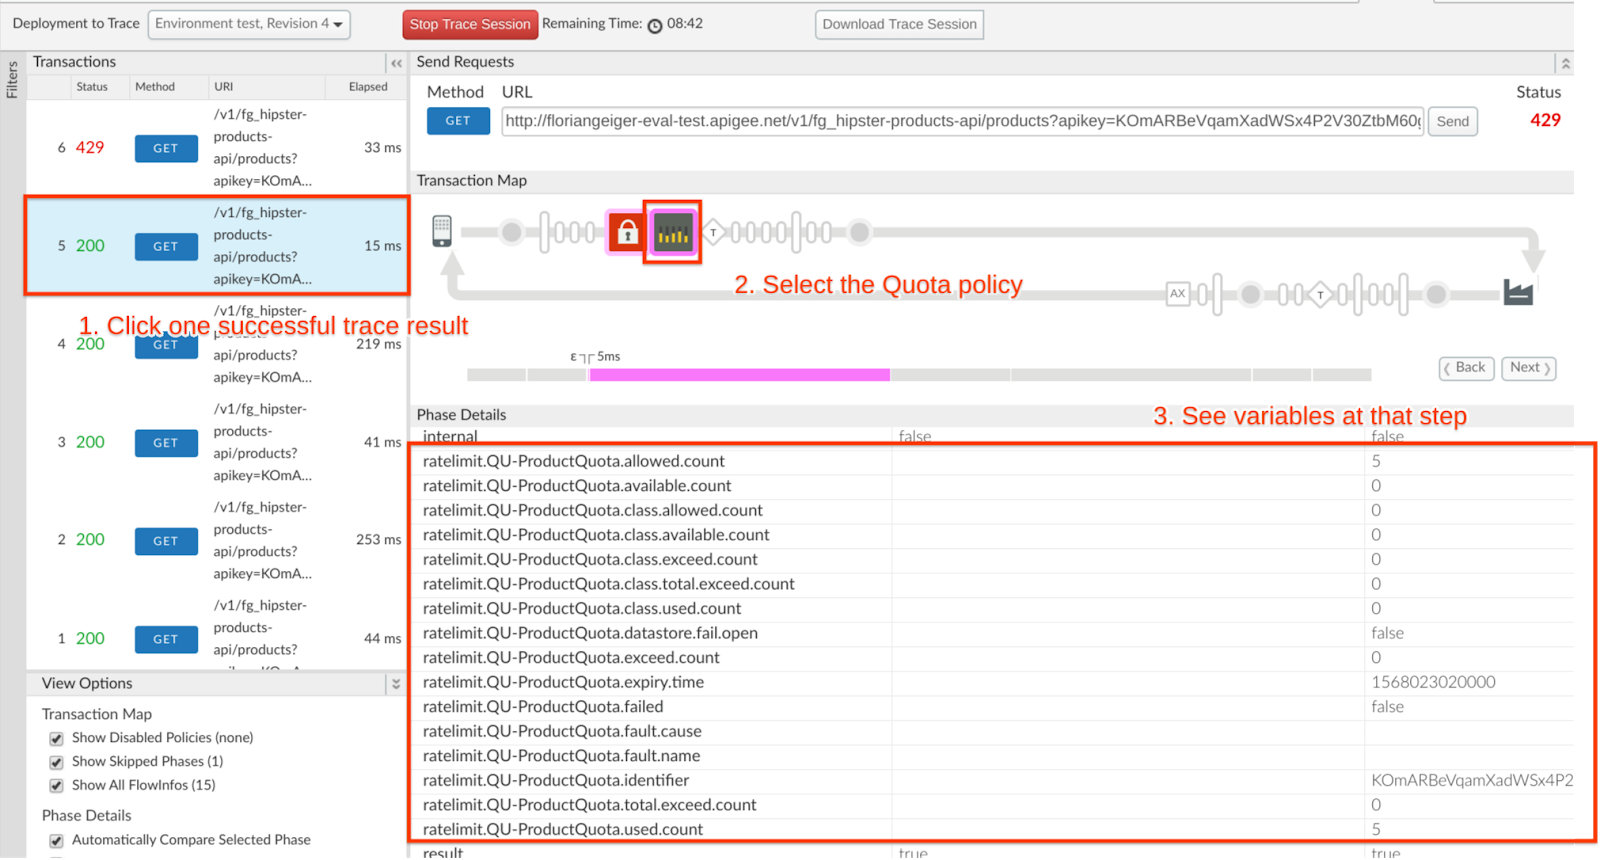 Deployment to Trace Environment test, Revision 4 Stop Trace Session Remaining Time: 08:42 Download Trace Session
Filters
Transactions
Status Method URI Elapsed
6 429 GET /v1/fg_hipster-
products-
api/products?
apikey=KOmA... 33 ms
5 200 GET /v1/fg_hipster-
products-
api/products?
apikey=KOmA... 15 ms
1. Click one successful trace result
4 200 GET /v1/fg_hipster-
products-
api/products?
apikey=KOmA... 219 ms
3 200 GET /v1/fg_hipster-
products-
api/products?
apikey=KOmA... 41 ms
2 200 GET /v1/fg_hipster-
products-
api/products?
apikey=KOmA... 253 ms
1 200 GET /v1/fg_hipster-
products-
api/products?
44 ms
View Options
Transaction Map
Show Disabled Policies (none)
Show Skipped Phases (1)
Show All FlowInfos (15)
Phase Details
Automatically Compare Selected Phase
Send Requests
Method URL Status
GET http://floriangeiger-eval-test.apigee.net/v1/fg_hipster-products-api/products?apikey=KOmARBeVqamXadWSx4P2V30ZtbM60g Send 429
Transaction Map
T
2. Select the Quota policy
AX T
ε 5ms
Back Next
Phase Details
3. See variables at that step
internal false false
ratelimit.QU-ProductQuota.allowed.count 5
ratelimit.QU-ProductQuota.available.count 0
ratelimit.QU-ProductQuota.class.allowed.count 0
ratelimit.QU-ProductQuota.class.available.count 0
ratelimit.QU-ProductQuota.class.exceed.count 0
ratelimit.QU-ProductQuota.class.total.exceed.count 0
ratelimit.QU-ProductQuota.class.used.count 0
ratelimit.QU-ProductQuota.datastore.fail.open false
ratelimit.QU-ProductQuota.exceed.count 0
ratelimit.QU-ProductQuota.expiry.time 1568023020000
ratelimit.QU-ProductQuota.failed false
ratelimit.QU-ProductQuota.fault.cause
ratelimit.QU-ProductQuota.fault.name
ratelimit.QU-ProductQuota.identifier KOmARBeVqamXadWSx4P2
ratelimit.QU-ProductQuota.total.exceed.count 0
ratelimit.QU-ProductQuota.used.count 5
result true true